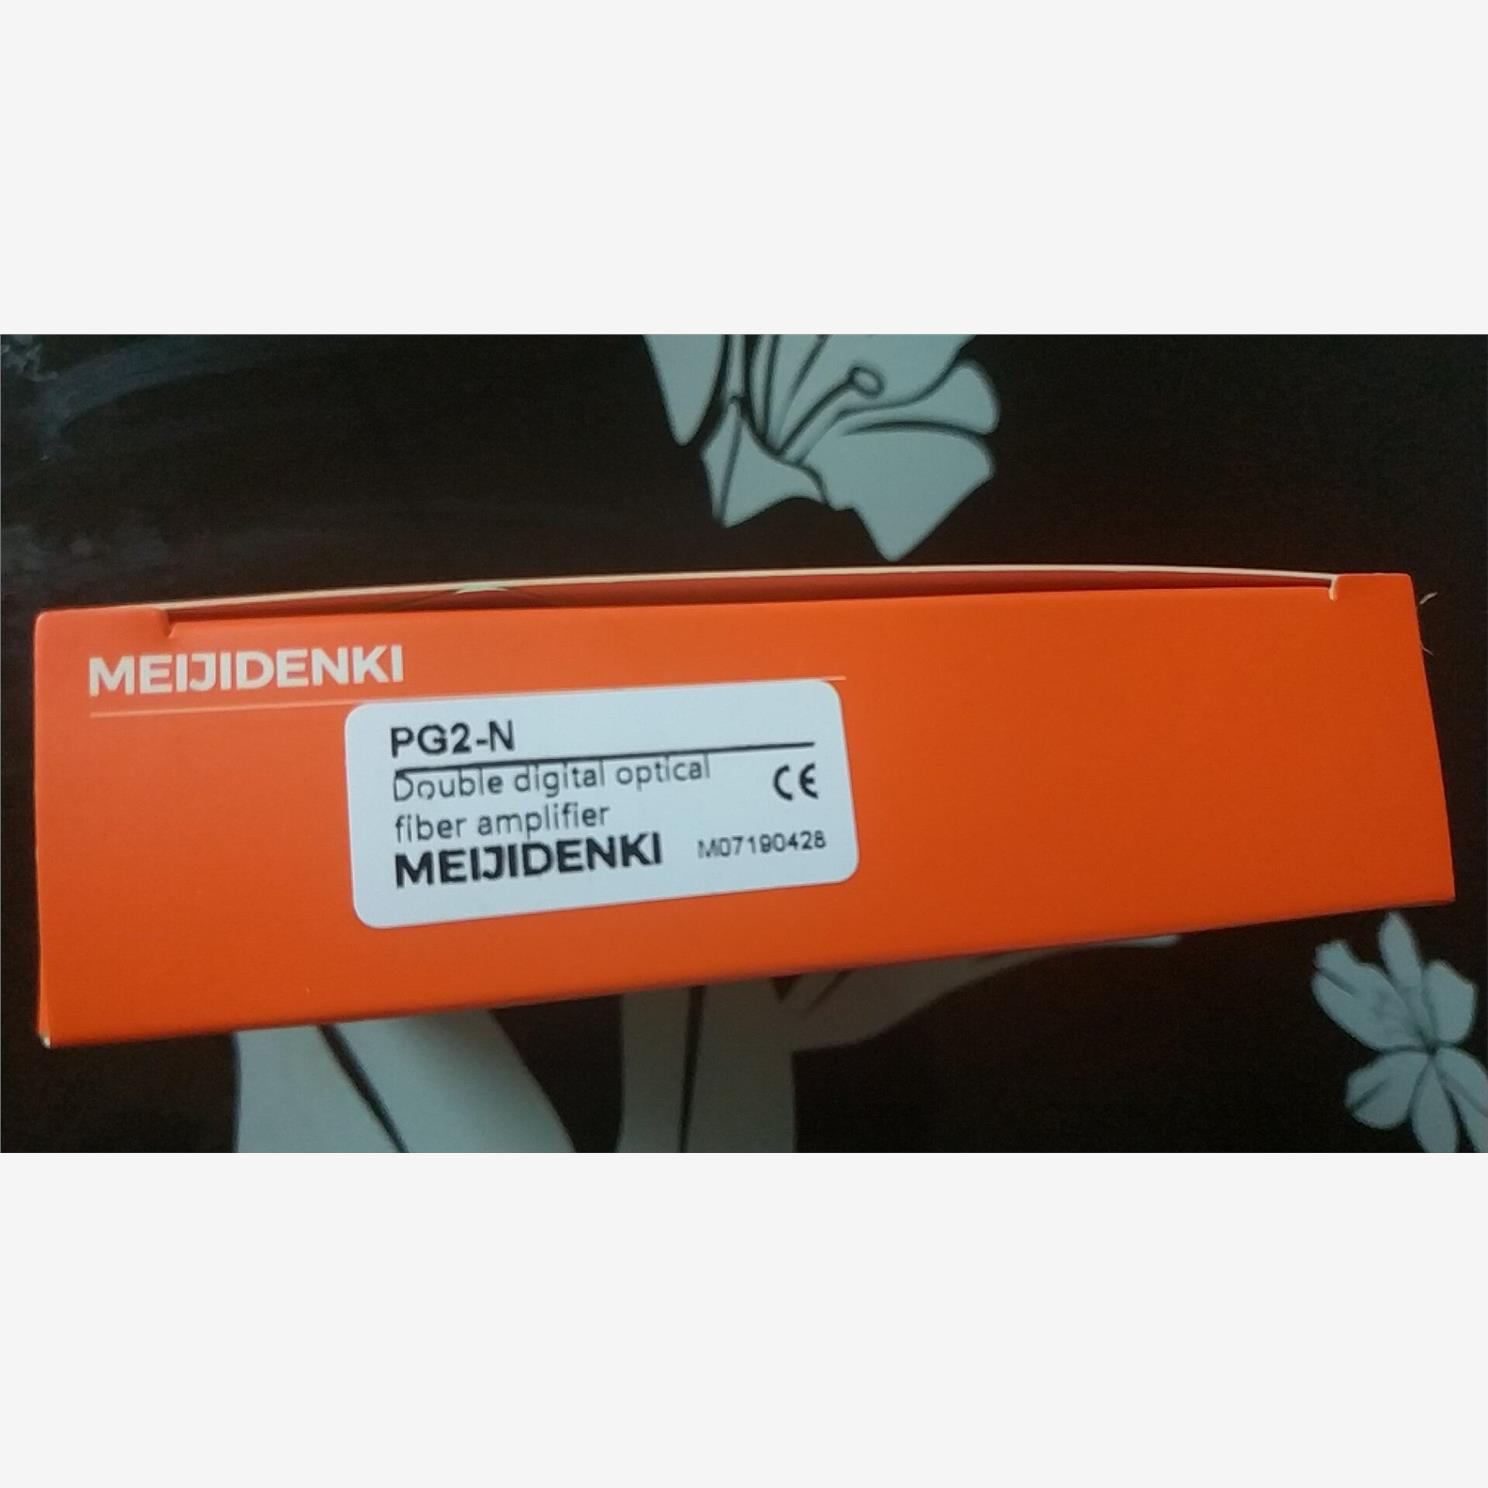 MEIJIDENKI
PG2-N
Double digital optical
fiber amplifier
CE
MEIJIDENKI
M07190428